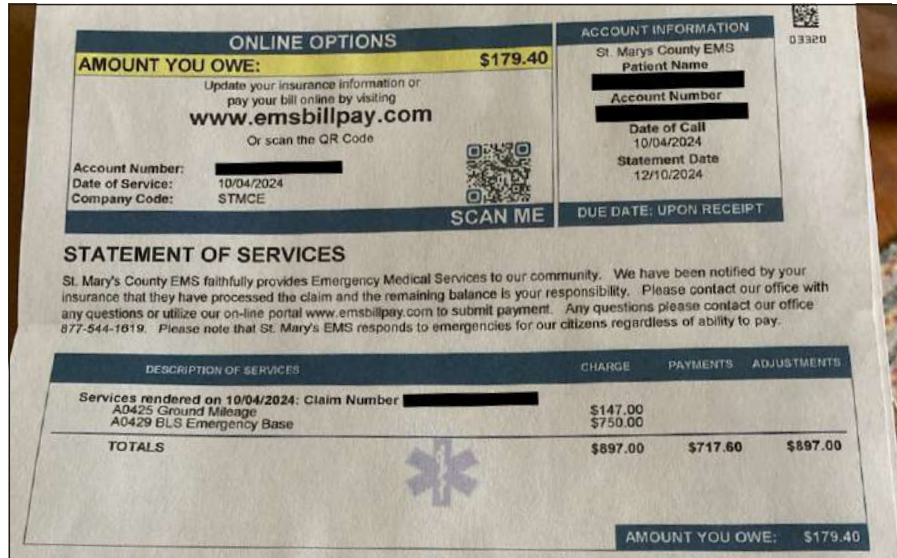 03320
ONLINE OPTIONS
AMOUNT YOU OWE: $179.40
Update your insurance information or
pay your bill online by visiting
www.emsbillpay.com
Or scan the QR Code
Account Number:
Date of Service: 10/04/2024
Company Code: STMCE
SCAN ME
ACCOUNT INFORMATION
St. Marys County EMS
Patient Name
Account Number
Date of Call
10/04/2024
Statement Date
12/10/2024
DUE DATE: UPON RECEIPT
STATEMENT OF SERVICES
St. Mary's County EMS faithfully provides Emergency Medical Services to our community. We have been notified by your
insurance that they have processed the claim and the remaining balance is your responsibility. Please contact our office with
any questions or utilize our on-line portal www.emsbillpay.com to submit payment. Any questions please contact our office
877-544-1619. Please note that St. Mary's EMS responds to emergencies for our citizens regardless of ability to pay.
DESCRIPTION OF SERVICES CHARGE PAYMENTS ADJUSTMENTS
Services rendered on 10/04/2024: Claim Number
A0425 Ground Mileage $147.00
A0429 BLS Emergency Base $750.00
TOTALS $897.00 $717.60 $897.00
AMOUNT YOU OWE: $179.40